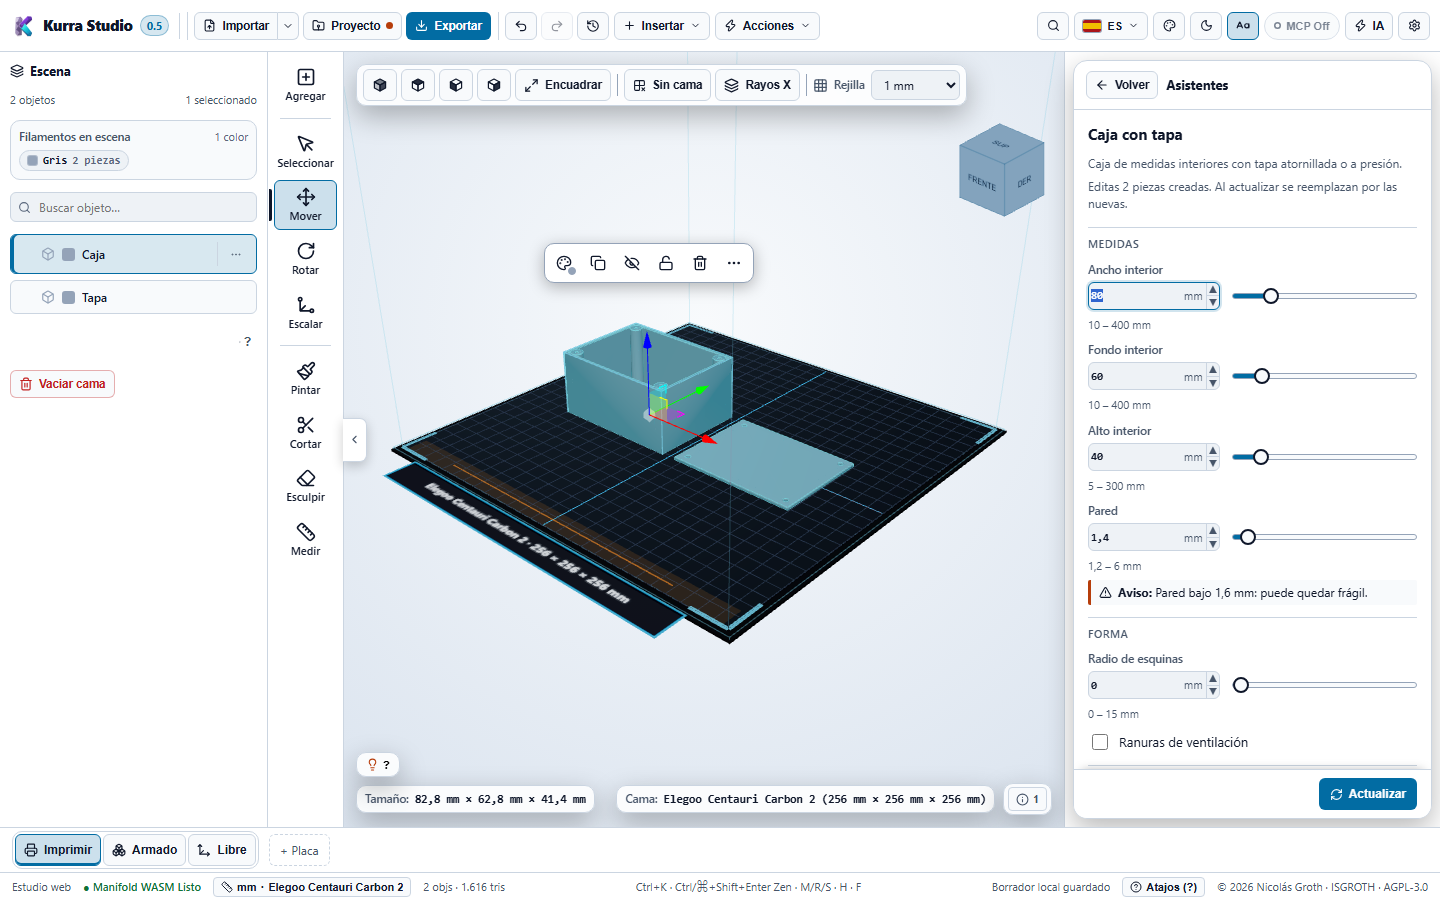 Kurra Studio 0.5
Importar
Proyecto
Exportar
Insertar
Acciones
ES
Aa
MCP Off
IA
Escena
2 objetos
1 seleccionado
Filamentos en escena
1 color
Gris 2 piezas
Buscar objeto...
Caja
Tapa
?
Vaciar cama
Agregar
Seleccionar
Mover
Rotar
Escalar
Pintar
Cortar
Esculpir
Medir
Encuadrar
Sin cama
Rayos X
Rejilla
1 mm
SUP
FRENTE
DER
Elegoo Centauri Carbon 2 · 256 × 256 × 256 mm
?
Tamaño: 82,8 mm × 62,8 mm × 41,4 mm
Cama: Elegoo Centauri Carbon 2 (256 mm × 256 mm × 256 mm)
1
Volver
Asistentes
Caja con tapa
Caja de medidas interiores con tapa atornillada o a presión.
Editas 2 piezas creadas. Al actualizar se reemplazan por las
nuevas.
MEDIDAS
Ancho interior
80 mm
10 – 400 mm
Fondo interior
60 mm
10 – 400 mm
Alto interior
40 mm
5 – 300 mm
Pared
1,4 mm
1,2 – 6 mm
Aviso: Pared bajo 1,6 mm: puede quedar frágil.
FORMA
Radio de esquinas
0 mm
0 – 15 mm
Ranuras de ventilación
Actualizar
Imprimir
Armado
Libre
+ Placa
Estudio web
Manifold WASM Listo
mm · Elegoo Centauri Carbon 2
2 objs · 1.616 tris
Ctrl+K · Ctrl/⌘+Shift+Enter Zen · M/R/S · H · F
Borrador local guardado
Atajos (?)
© 2026 Nicolás Groth · ISGROTH · AGPL-3.0